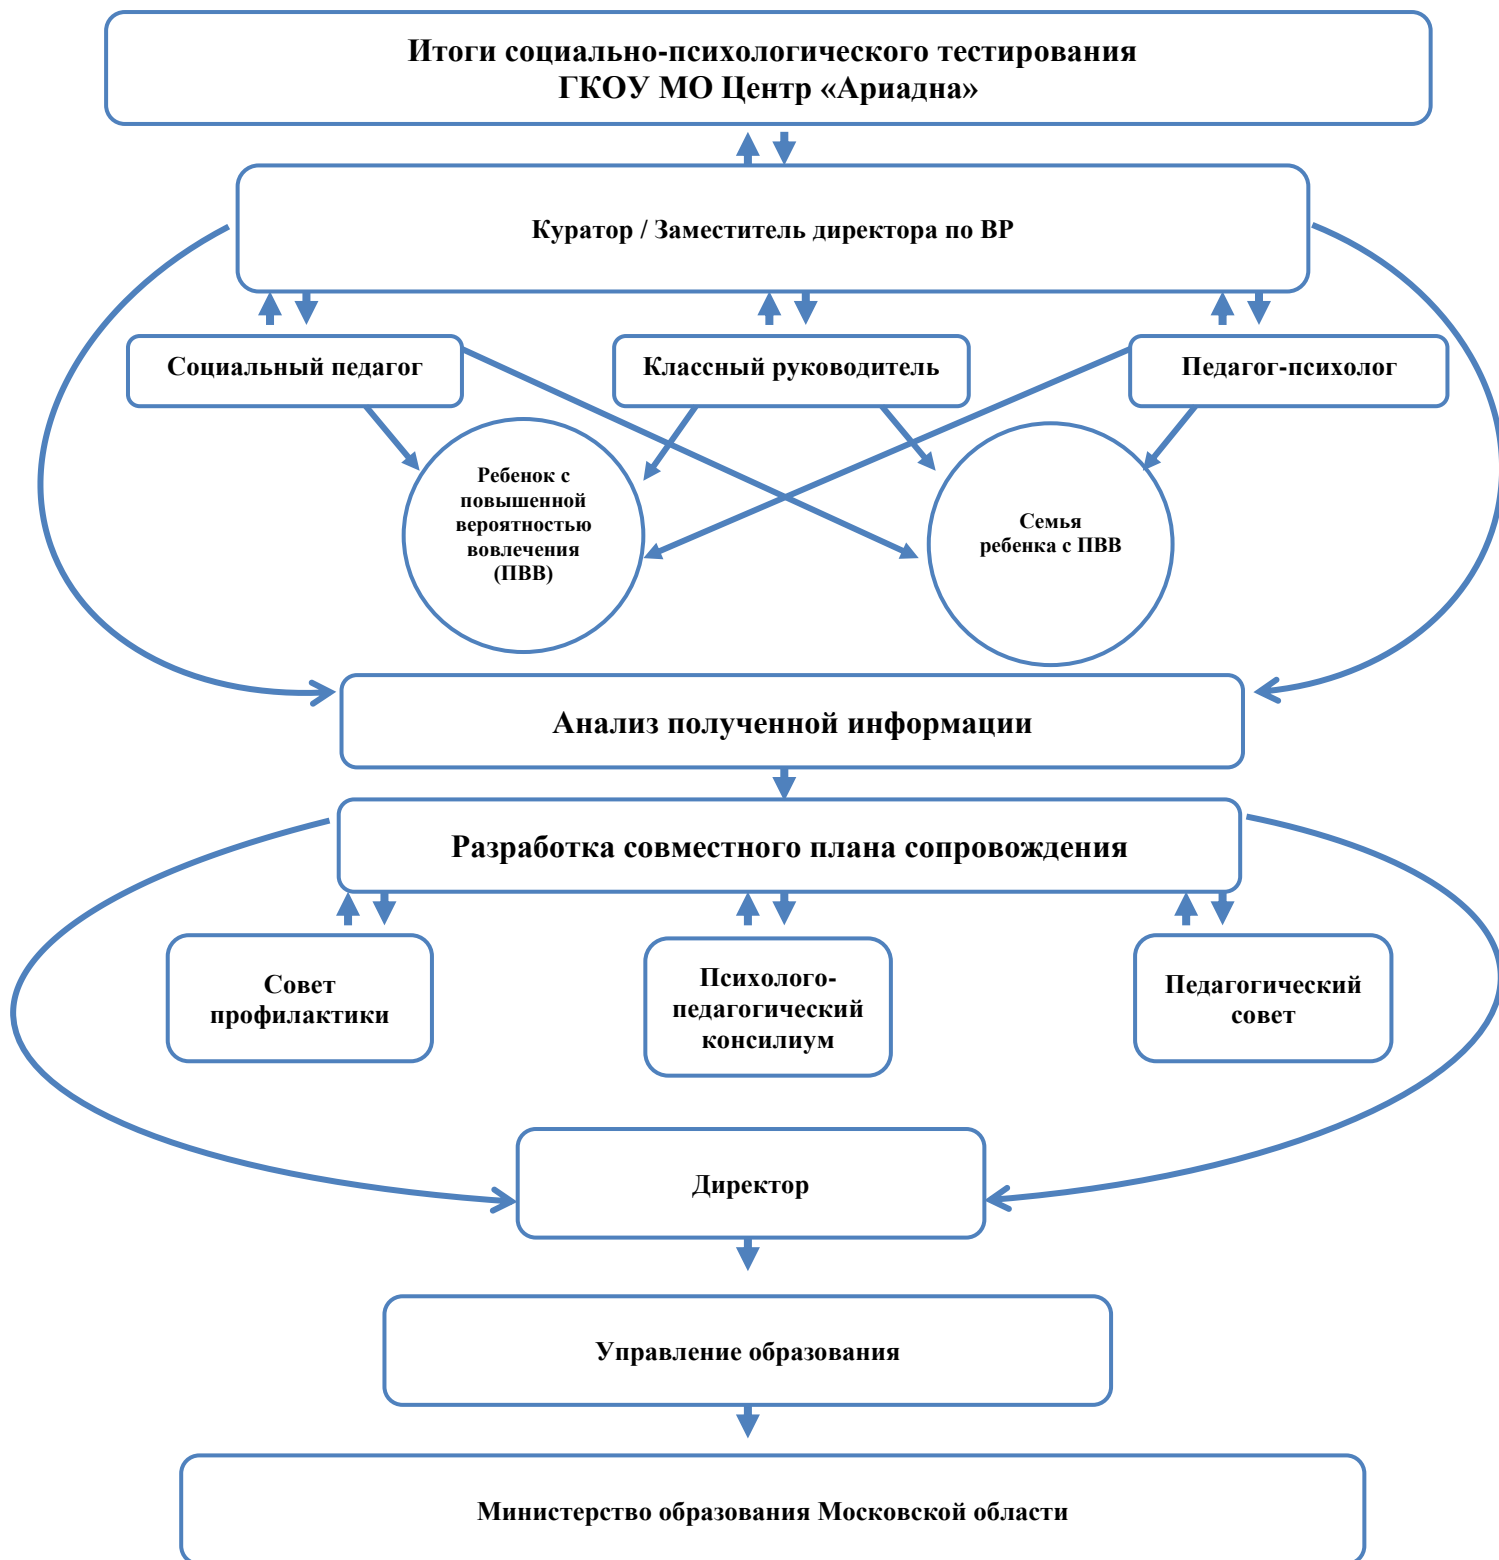 Итоги социально-психологического тестирования
ГКОУ МО Центр «Ариадна»
Куратор / Заместитель директора по ВР
Социальный педагог
Классный руководитель
Педагог-психолог
Ребенок с
повышенной
вероятностью
вовлечения
(ПВВ)
Семья
ребенка с ПВВ
Анализ полученной информации
Разработка совместного плана сопровождения
Совет
профилактики
Психолого-
педагогический
консилиум
Педагогический
совет
Директор
Управление образования
Министерство образования Московской области